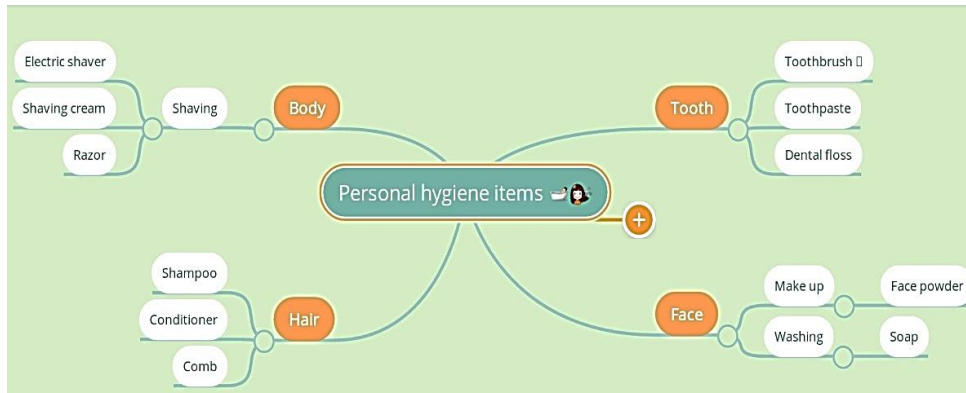 Personal hygiene items
Body
Shaving
Electric shaver
Shaving cream
Razor
Tooth
Toothbrush
Toothpaste
Dental floss
Hair
Shampoo
Conditioner
Comb
Face
Make up
Face powder
Washing
Soap